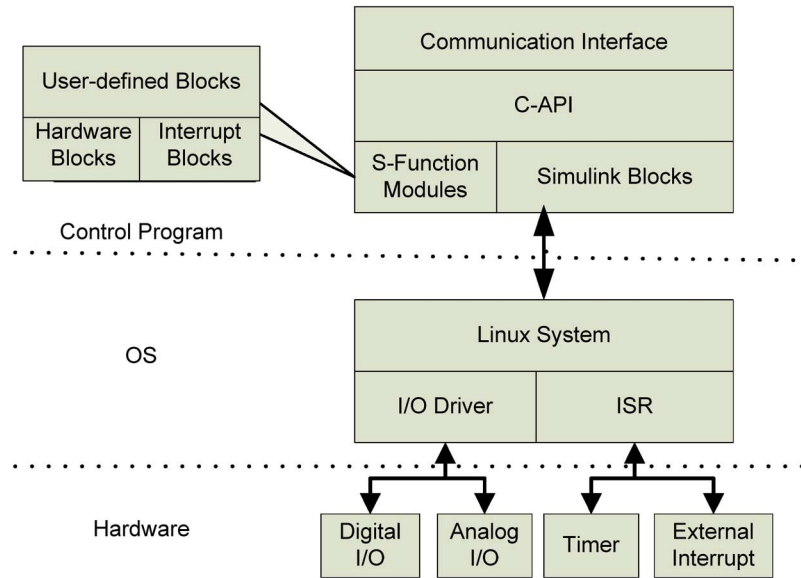 Communication Interface
User-defined Blocks
C-API
Hardware
Blocks
Interrupt
Blocks
S-Function
Modules
Simulink Blocks
Control Program
Linux System
OS
I/O Driver
ISR
Hardware
Digital
I/O
Analog
I/O
Timer
External
Interrupt